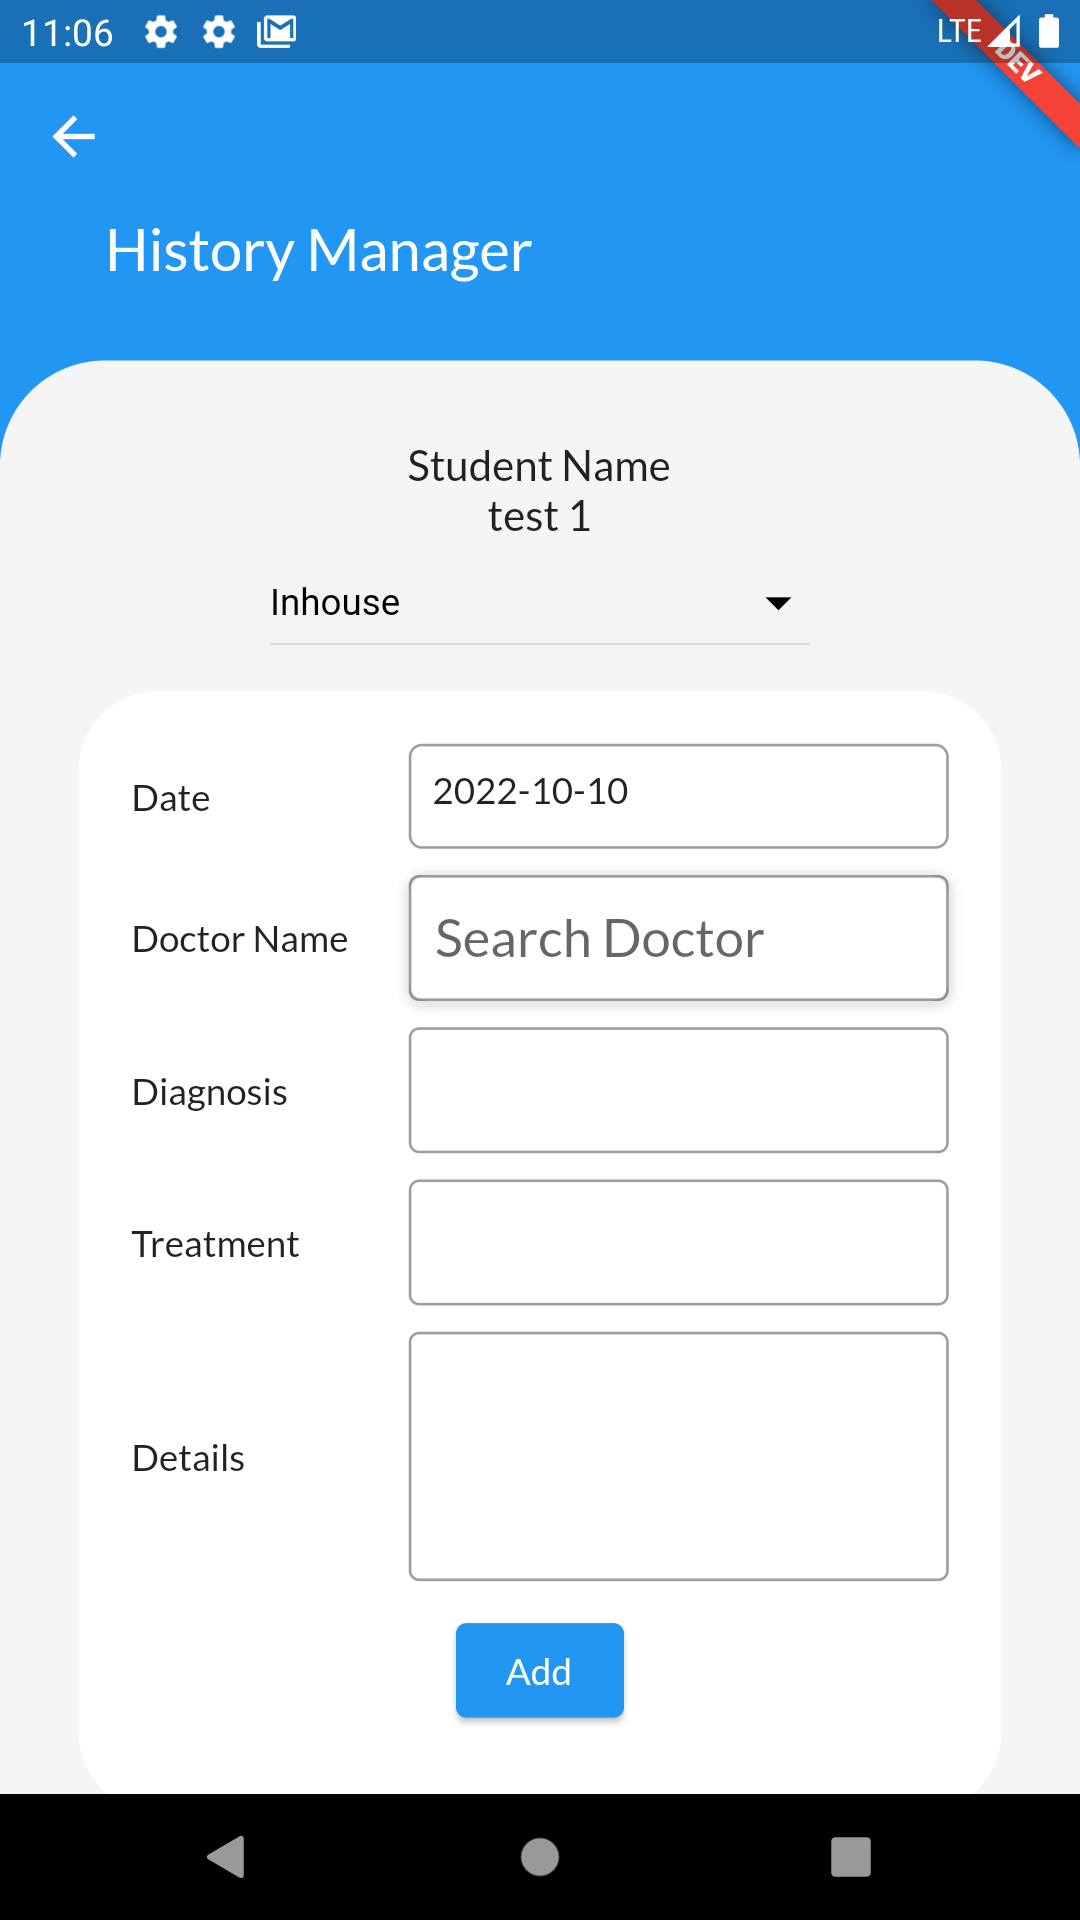 11:06
LTE
DEV
History Manager
Student Name
test 1
Inhouse
Date
2022-10-10
Doctor Name
Search Doctor
Diagnosis
Treatment
Details
Add